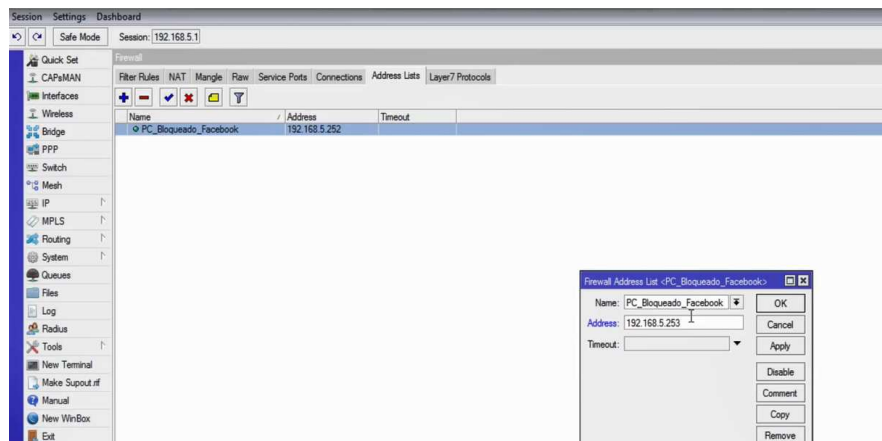 Session Settings Dashboard
Safe Mode Session: 192.168.5.1
Quick Set
CAPsMAN
Interfaces
Wireless
Bridge
PPP
Switch
Mesh
IP
MPLS
Routing
System
Queues
Files
Log
Radius
Tools
New Terminal
Make Supout.rif
Manual
New WinBox
Exit
Firewall
Filter Rules NAT Mangle Raw Service Ports Connections Address Lists Layer7 Protocols
Name / Address Timeout
PC_Bloqueado_Facebook 192.168.5.252
Firewall Address List <PC_Bloqueado_Facebook>
Name: PC_Bloqueado_Facebook OK
Address: 192.168.5.253 Cancel
Timeout: Apply
Disable
Comment
Copy
Remove